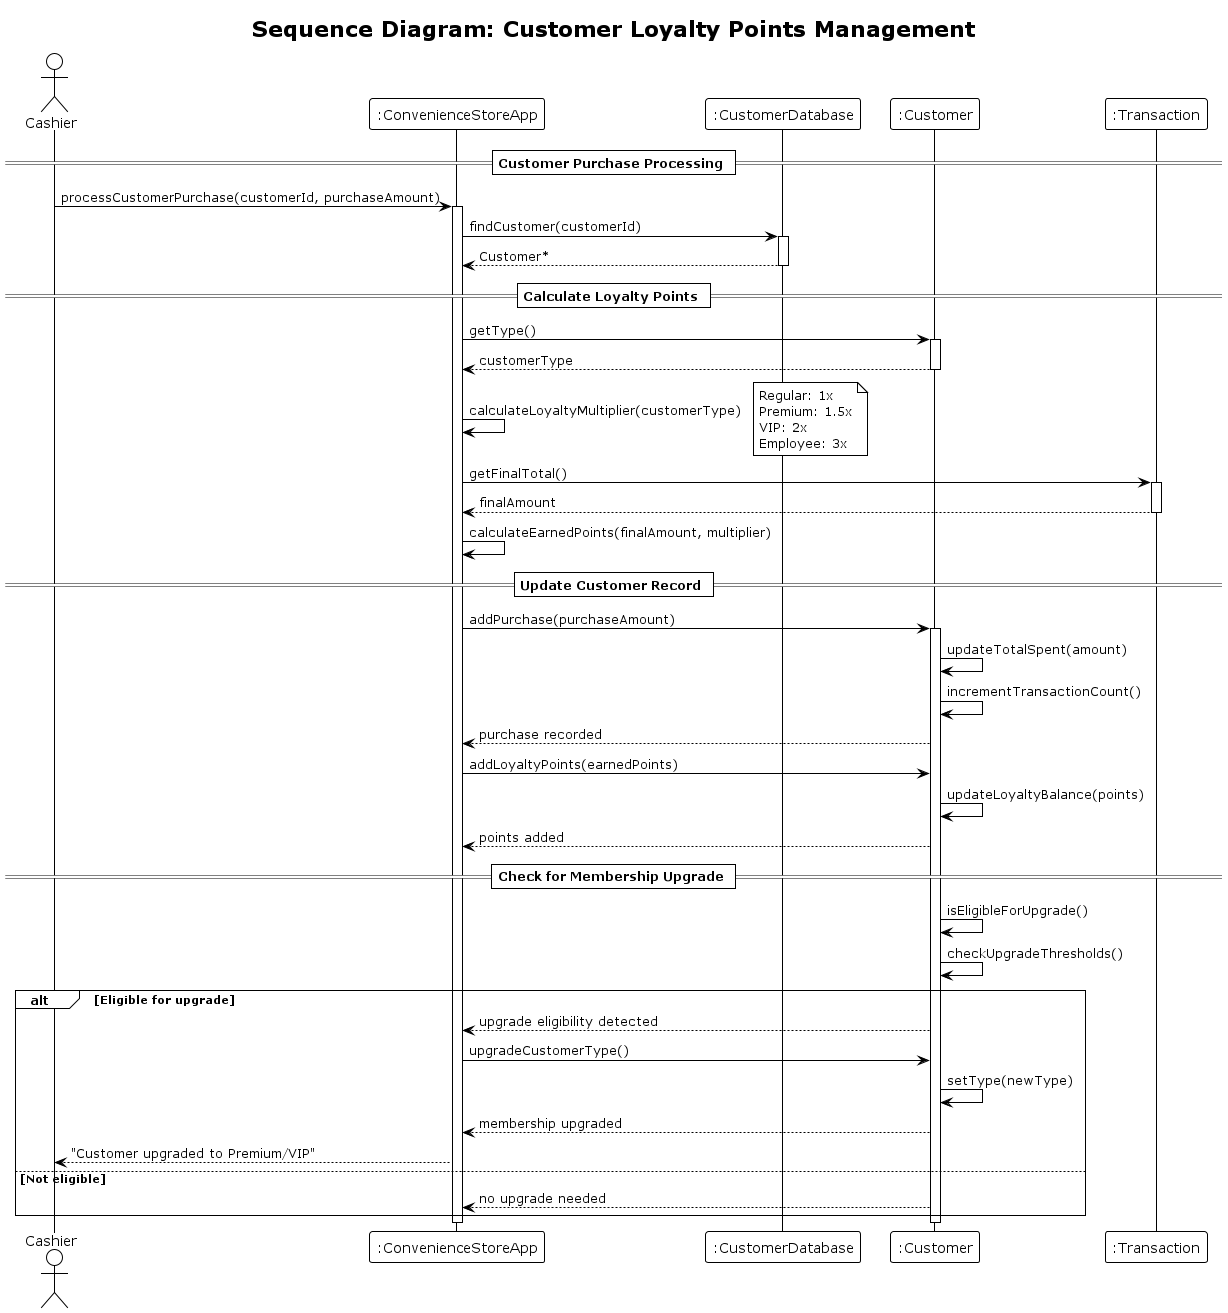 Sequence Diagram: Customer Loyalty Points Management
Cashier
:ConvenienceStoreApp
:CustomerDatabase
:Customer
:Transaction
Customer Purchase Processing
processCustomerPurchase(customerId, purchaseAmount)
findCustomer(customerId)
Customer*
Calculate Loyalty Points
getType()
customerType
calculateLoyaltyMultiplier(customerType)
Regular: 1x
Premium: 1.5x
VIP: 2x
Employee: 3x
getFinalTotal()
finalAmount
calculateEarnedPoints(finalAmount, multiplier)
Update Customer Record
addPurchase(purchaseAmount)
updateTotalSpent(amount)
incrementTransactionCount()
purchase recorded
addLoyaltyPoints(earnedPoints)
updateLoyaltyBalance(points)
points added
Check for Membership Upgrade
isEligibleForUpgrade()
checkUpgradeThresholds()
alt [Eligible for upgrade]
upgrade eligibility detected
upgradeCustomerType()
setType(newType)
membership upgraded
"Customer upgraded to Premium/VIP"
[Not eligible]
no upgrade needed
Cashier
:ConvenienceStoreApp
:CustomerDatabase
:Customer
:Transaction